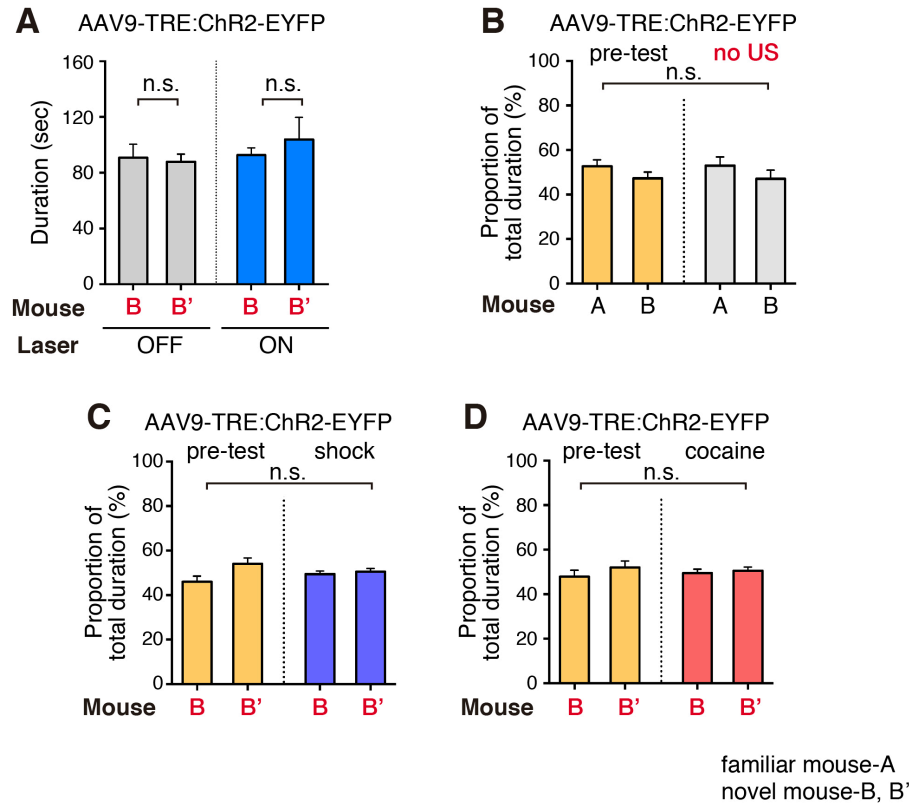 A
AAV9-TRE:ChR2-EYFP
Duration (sec)
160
120
80
40
0
n.s.
n.s.
Mouse B B’ B B’
Laser OFF ON
B
AAV9-TRE:ChR2-EYFP
pre-test no US
n.s.
Proportion of
total duration (%)
100
80
60
40
20
0
Mouse A B A B
C
AAV9-TRE:ChR2-EYFP
pre-test shock
n.s.
Proportion of
total duration (%)
100
80
60
40
20
0
Mouse B B’ B B’
D
AAV9-TRE:ChR2-EYFP
pre-test cocaine
n.s.
Proportion of
total duration (%)
100
80
60
40
20
0
Mouse B B’ B B’
familiar mouse-A
novel mouse-B, B’